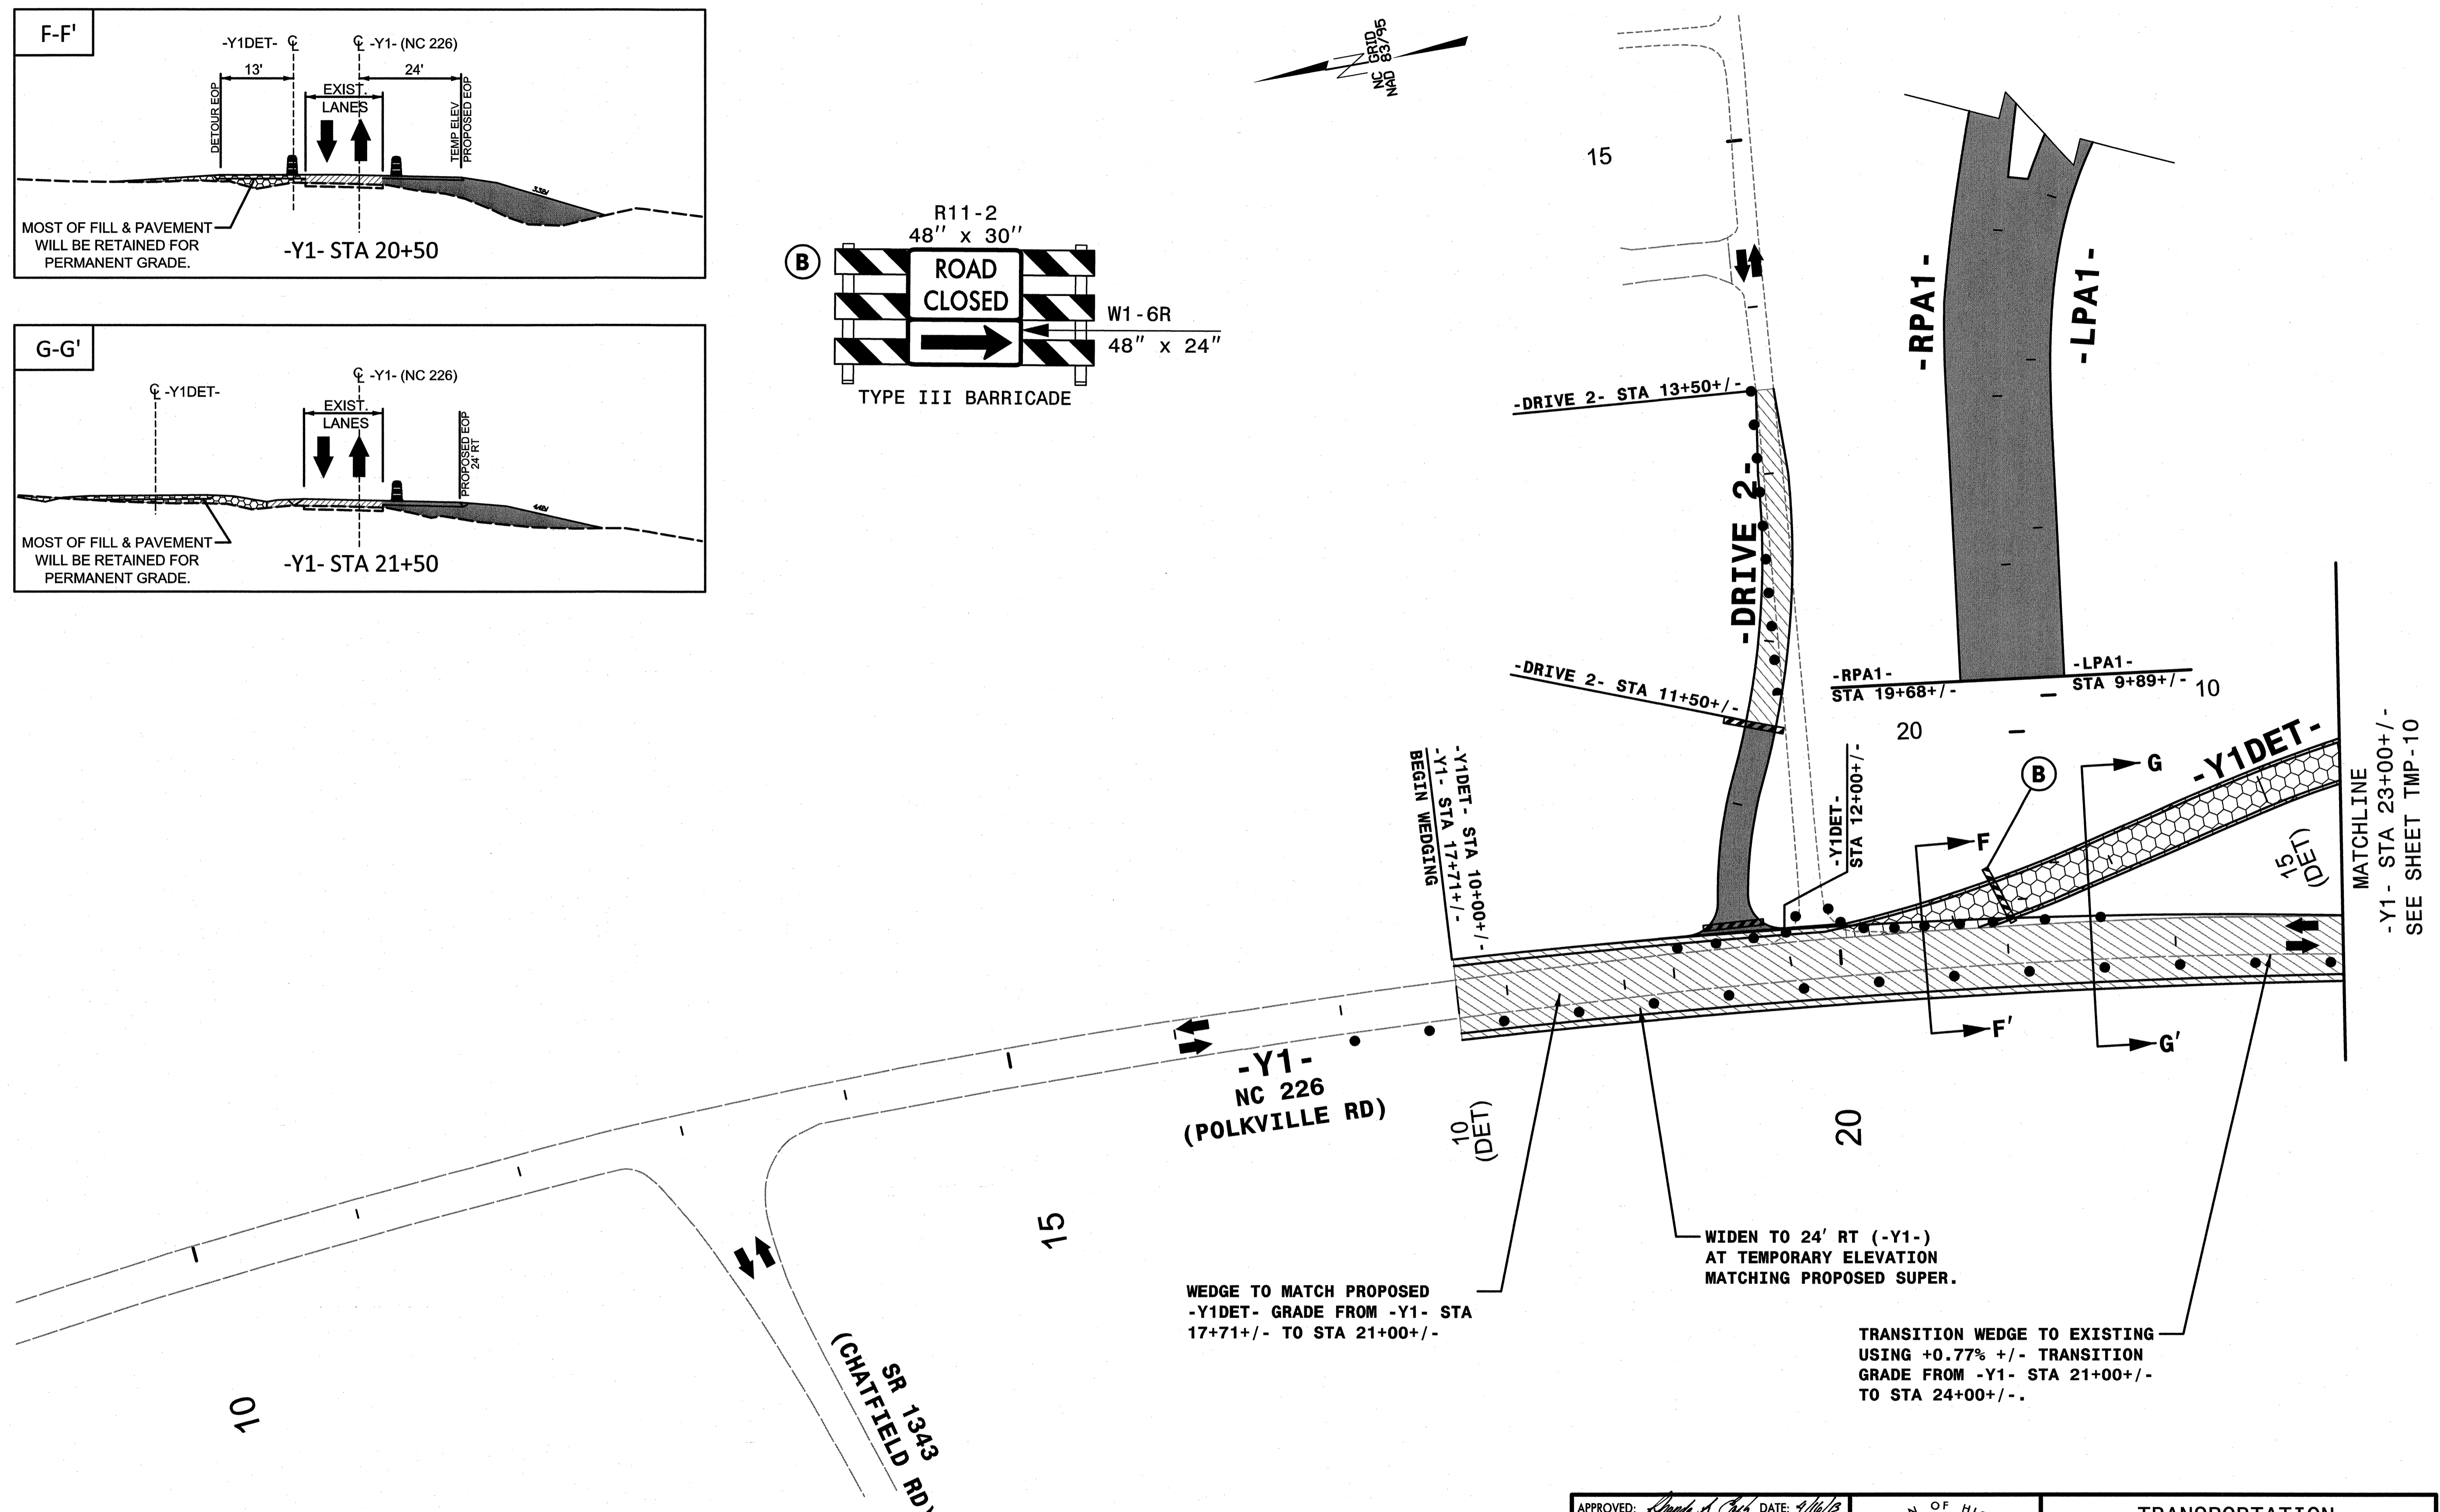 F-F'
-Y1DET- ℄
℄ -Y1- (NC 226)
13'
24'
EXIST.
LANES
DETOUR EOP
TEMP ELEV
PROPOSED EOP
MOST OF FILL & PAVEMENT
WILL BE RETAINED FOR
PERMANENT GRADE.
-Y1- STA 20+50
G-G'
℄ -Y1DET-
℄ -Y1- (NC 226)
EXIST.
LANES
PROPOSED EOP
24' RT
MOST OF FILL & PAVEMENT
WILL BE RETAINED FOR
PERMANENT GRADE.
-Y1- STA 21+50
B
R11-2
48" x 30"
ROAD
CLOSED
W1-6R
48" x 24"
TYPE III BARRICADE
NC GRID
NAD 83/95
15
-DRIVE 2- STA 13+50+/-
-DRIVE 2-
-DRIVE 2- STA 11+50+/-
-RPA1-
-LPA1-
-RPA1-
STA 19+68+/-
-LPA1-
STA 9+89+/-
10
20
-Y1DET- STA 10+00+/-
-Y1- STA 17+71+/-
BEGIN WEDGING
-Y1DET-
STA 12+00+/-
B
F
G
-Y1DET-
15
(DET)
F'
G'
MATCHLINE
-Y1- STA 23+00+/-
SEE SHEET TMP-10
-Y1-
NC 226
(POLKVILLE RD)
10
(DET)
20
15
10
SR 1343
(CHATFIELD RD)
WEDGE TO MATCH PROPOSED
-Y1DET- GRADE FROM -Y1- STA
17+71+/- TO STA 21+00+/-
WIDEN TO 24' RT (-Y1-)
AT TEMPORARY ELEVATION
MATCHING PROPOSED SUPER.
TRANSITION WEDGE TO EXISTING
USING +0.77% +/- TRANSITION
GRADE FROM -Y1- STA 21+00+/-
TO STA 24+00+/-.
APPROVED: DATE: 4/16/13
OF
TRANSPORTATION